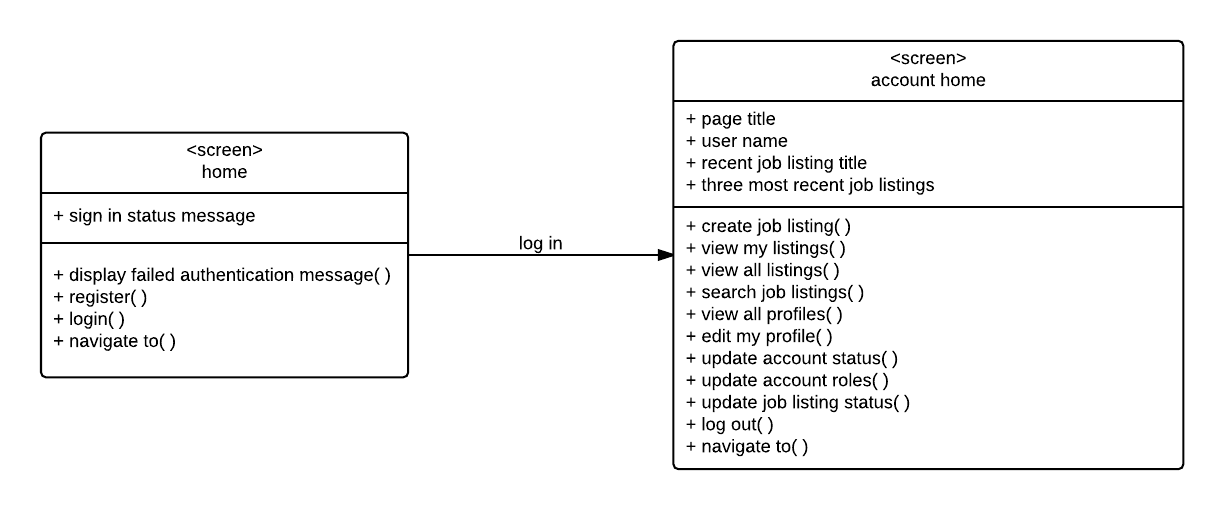 <screen>
home
+ sign in status message
+ display failed authentication message( )
+ register( )
+ login( )
+ navigate to( )
log in
<screen>
account home
+ page title
+ user name
+ recent job listing title
+ three most recent job listings
+ create job listing( )
+ view my listings( )
+ view all listings( )
+ search job listings( )
+ view all profiles( )
+ edit my profile( )
+ update account status( )
+ update account roles( )
+ update job listing status( )
+ log out( )
+ navigate to( )